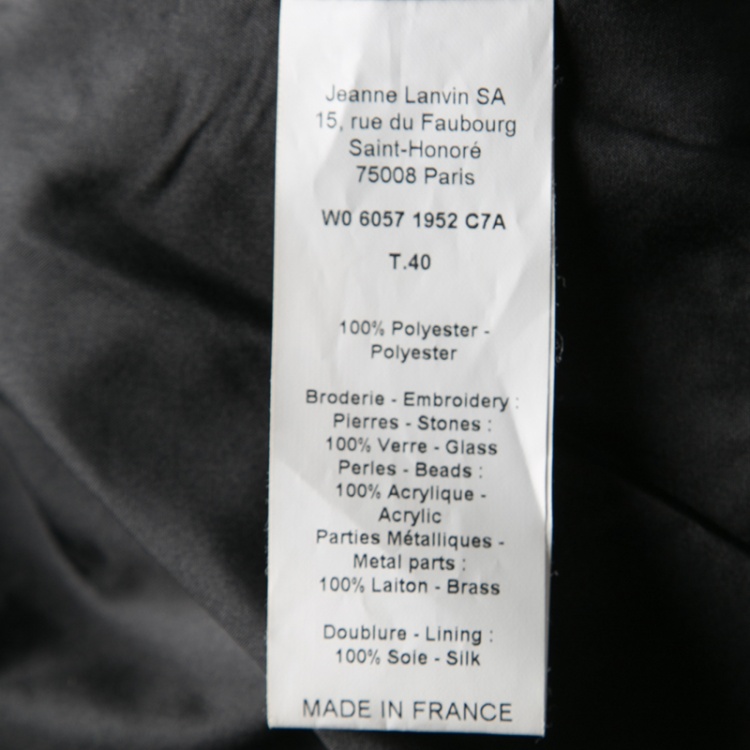 Jeanne Lanvin SA
15, rue du Faubourg
Saint-Honoré
75008 Paris
W0 6057 1952 C7A
T.40
100% Polyester -
Polyester
Broderie - Embroidery :
Pierres - Stones :
100% Verre - Glass
Perles - Beads :
100% Acrylique -
Acrylic
Parties Métalliques -
Metal parts :
100% Laiton - Brass
Doublure - Lining :
100% Soie - Silk
MADE IN FRANCE